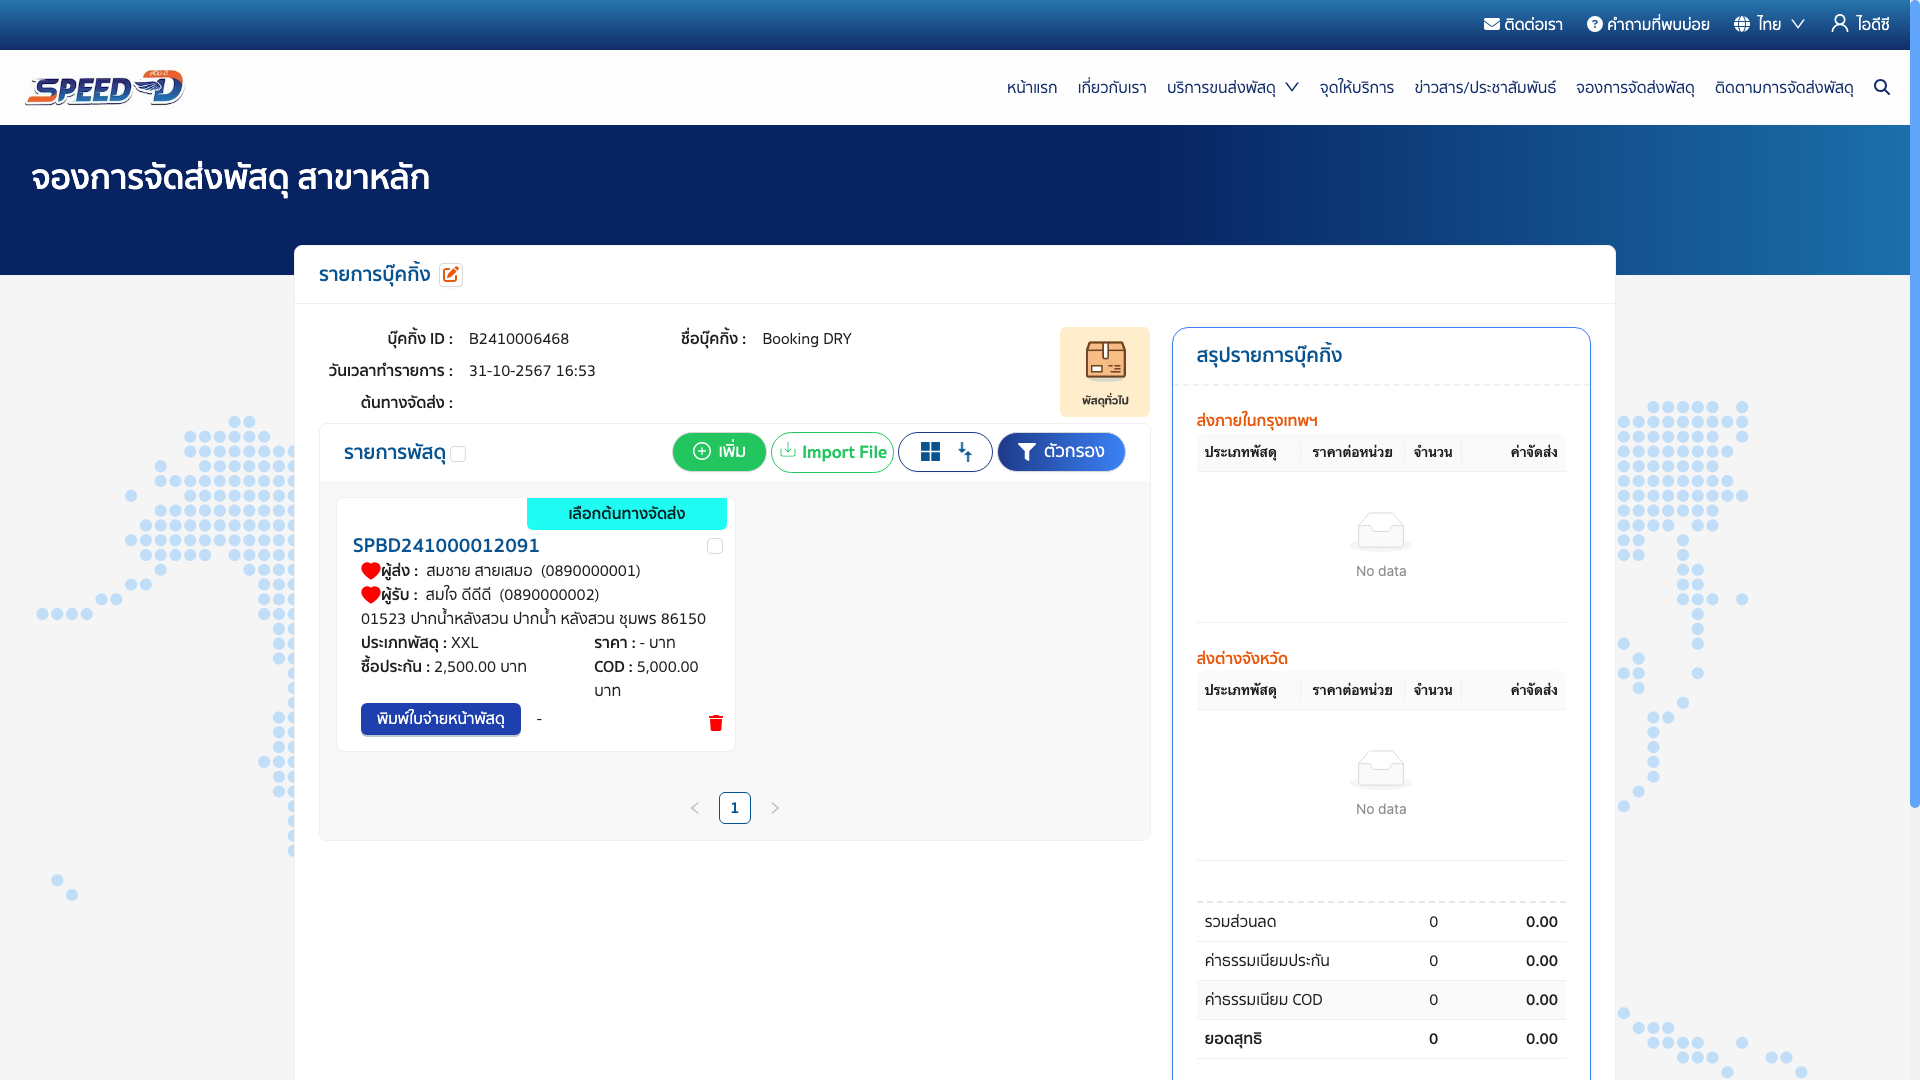 ติดต่อเรา
คำถามที่พบบ่อย
ไทย
ไอดีซี
SPEED-D
หน้าแรก
เกี่ยวกับเรา
บริการขนส่งพัสดุ
จุดให้บริการ
ข่าวสาร/ประชาสัมพันธ์
จองการจัดส่งพัสดุ
ติดตามการจัดส่งพัสดุ
จองการจัดส่งพัสดุ สาขาหลัก
รายการบุ๊คกิ้ง
บุ๊คกิ้ง ID : B2410006468
ชื่อบุ๊คกิ้ง : Booking DRY
วันเวลาทำรายการ : 31-10-2567 16:53
ต้นทางจัดส่ง :
พัสดุทั่วไป
รายการพัสดุ
เพิ่ม
Import File
ตัวกรอง
เลือกต้นทางจัดส่ง
SPBD241000012091
ผู้ส่ง : สมชาย สายเสมอ (0890000001)
ผู้รับ : สมใจ ดีดีดี (0890000002)
01523 ปากน้ำหลังสวน ปากน้ำ หลังสวน ชุมพร 86150
ประเภทพัสดุ : XXL
ราคา : - บาท
ซื้อประกัน : 2,500.00 บาท
COD : 5,000.00 บาท
พิมพ์ใบจ่ายหน้าพัสดุ
-
1
สรุปรายการบุ๊คกิ้ง
ส่งภายในกรุงเทพฯ
ประเภทพัสดุ ราคาต่อหน่วย จำนวน ค่าจัดส่ง
No data
ส่งต่างจังหวัด
ประเภทพัสดุ ราคาต่อหน่วย จำนวน ค่าจัดส่ง
No data
รวมส่วนลด 0 0.00
ค่าธรรมเนียมประกัน 0 0.00
ค่าธรรมเนียม COD 0 0.00
ยอดสุทธิ 0 0.00